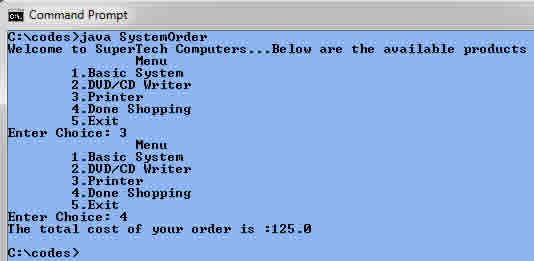 Command Prompt
C:\codes>java SystemOrder
Welcome to SuperTech Computers...Below are the available products
Menu
1.Basic System
2.DVD/CD Writer
3.Printer
4.Done Shopping
5.Exit
Enter Choice: 3
Menu
1.Basic System
2.DVD/CD Writer
3.Printer
4.Done Shopping
5.Exit
Enter Choice: 4
The total cost of your order is :125.0
C:\codes>